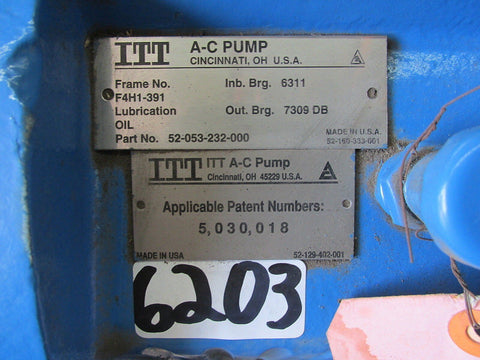 ITT A-C PUMP
CINCINNATI, OH U.S.A.
Frame No. Inb. Brg. 6311
F4H1-391
Lubrication Out. Brg. 7309 DB
OIL
MADE IN U.S.A.
Part No. 52-053-232-000 52-160-333-001
ITT ITT A-C Pump
Cincinnati, OH 45229 U.S.A.
Applicable Patent Numbers:
5,030,018
MADE IN USA 52-129-402-001
6203